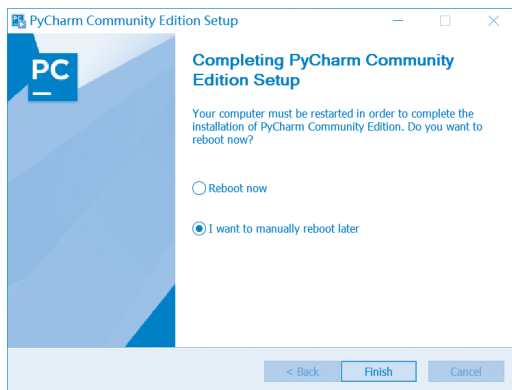 PyCharm Community Edition Setup
PC
Completing PyCharm Community
Edition Setup
Your computer must be restarted in order to complete the
installation of PyCharm Community Edition. Do you want to
reboot now?
Reboot now
I want to manually reboot later
< Back
Finish
Cancel